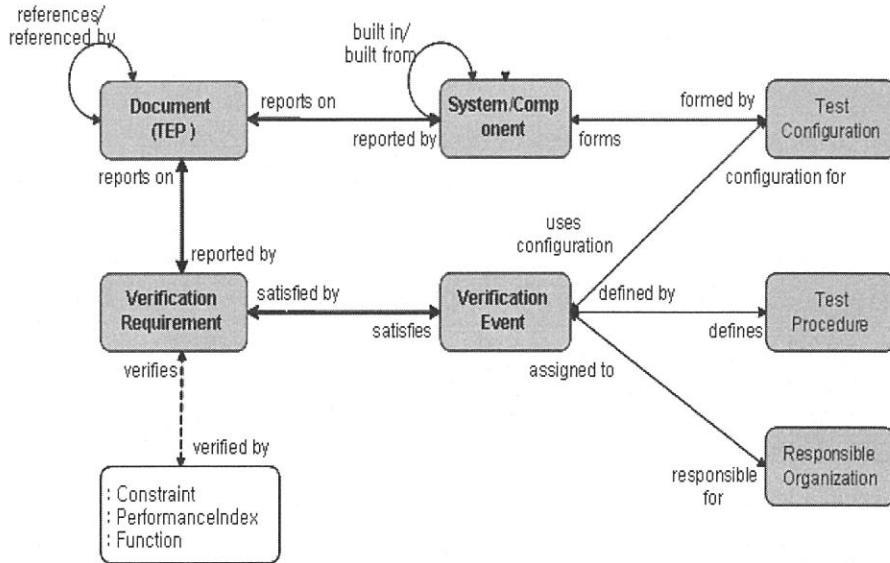 references/
referenced by
built in/
built from
Document
(TEP )
reports on
reported by
System/Comp
onent
formed by
forms
Test
Configuration
reports on
configuration for
uses
configuration
reported by
Verification
Requirement
satisfied by
satisfies
Verification
Event
defined by
defines
Test
Procedure
verifies
assigned to
verified by
responsible
for
Responsible
Organization
: Constraint
: PerformanceIndex
: Function